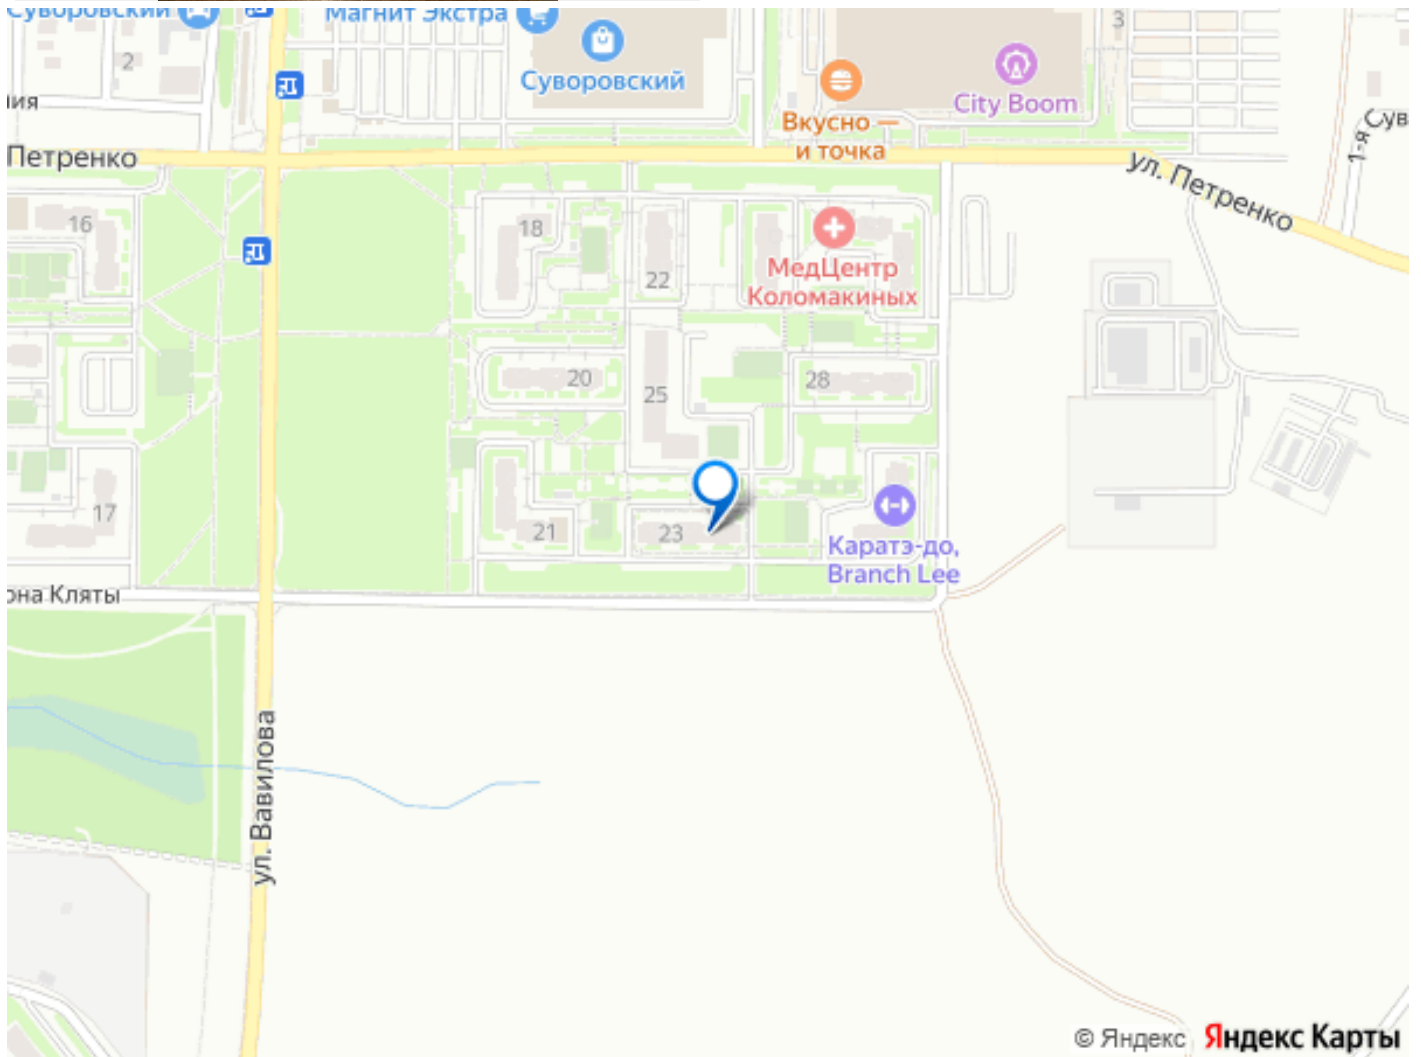 Суворовский
Магнит Экстра
3
2
Суворовский
City Boom
ия
Вкусно —
и точка
1-я Сув
Петренко
ул. Петренко
16
18
22
МедЦентр
Коломакиных
20
25
28
17
21
23
Каратэ-до,
Branch Lee
она Кляты
ул. Вавилова
© Яндекс
Яндекс Карты